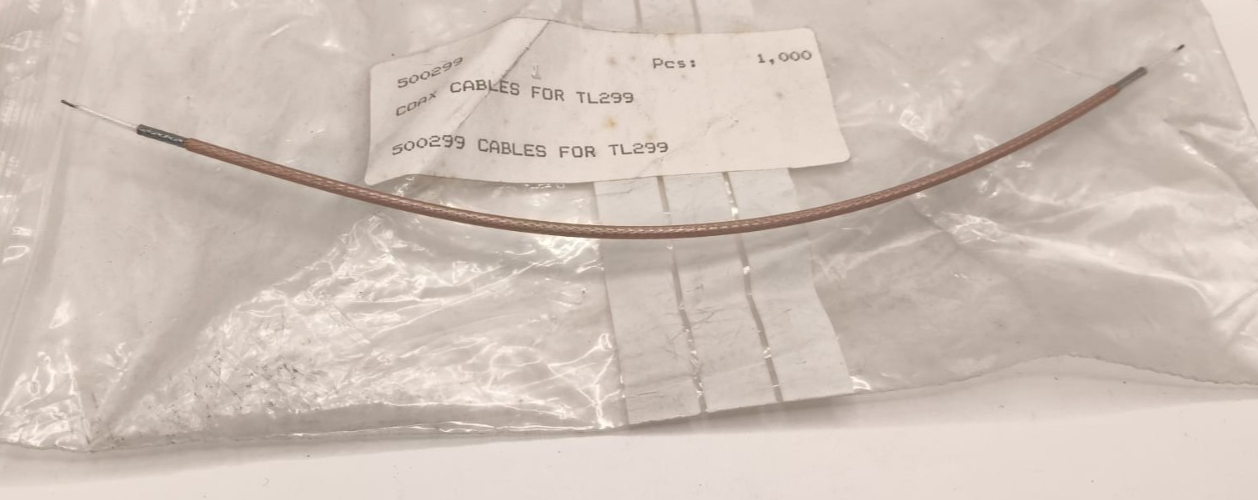 500299 Pcs: 1,000
COAX CABLES FOR TL299
500299 CABLES FOR TL299